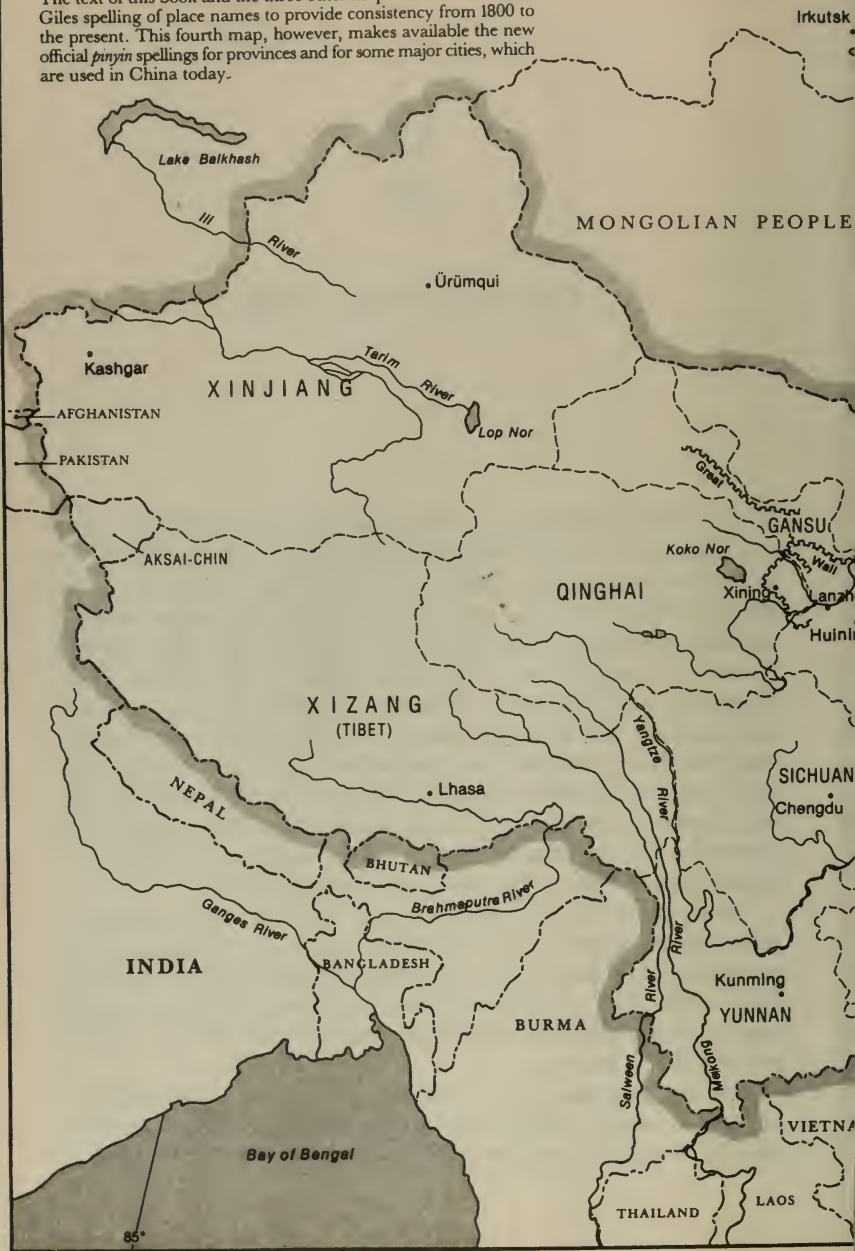 Giles spelling of place names to provide consistency from 1800 to
the present. This fourth map, however, makes available the new
official pinyin spellings for provinces and for some major cities, which
are used in China today.
Irkutsk
Lake Balkhash
Ili
River
MONGOLIAN PEOPLE
Ürümqui
Kashgar
Tarim
River
XINJIANG
AFGHANISTAN
Lop Nor
PAKISTAN
Great
GANSU
AKSAI-CHIN
Koko Nor
Wall
QINGHAI
Xining
Lanzh
Huini
XIZANG
(TIBET)
Yangtze
River
SICHUAN
Lhasa
Chengdu
NEPAL
BHUTAN
Brahmaputra River
Ganges River
INDIA
BANGLADESH
River
River
Kunming
YUNNAN
BURMA
Salween
Mekong
VIETNA
Bay of Bengal
THAILAND
LAOS
85°